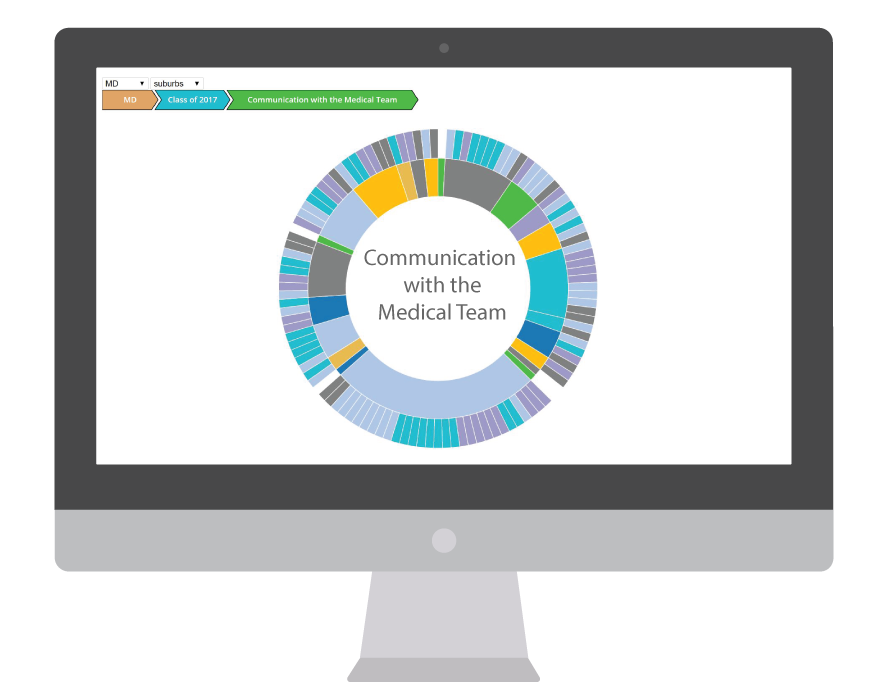 MD suburbs
MD Class of 2017 Communication with the Medical Team
Communication
with the
Medical Team